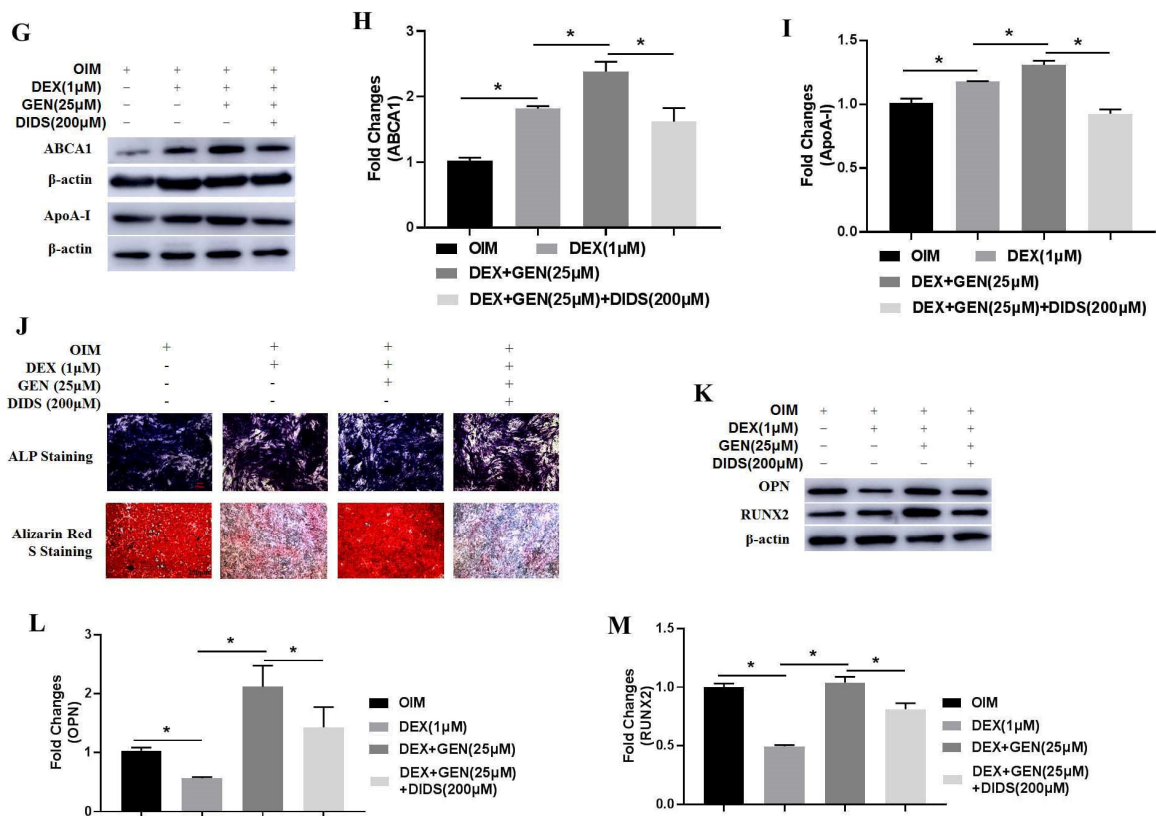 G
OIM + + + +
DEX(1μM) – + + +
GEN(25μM) – – + +
DIDS(200μM) – – – +
ABCA1
β-actin
ApoA-I
β-actin
H
Fold Changes
(ABCA1)
3
2
1
0
*
*
*
OIM
DEX(1μM)
DEX+GEN(25μM)
DEX+GEN(25μM)+DIDS(200μM)
I
Fold Changes
(ApoA-I)
1.5
1.0
0.5
0.0
*
*
*
OIM
DEX(1μM)
DEX+GEN(25μM)
DEX+GEN(25μM)+DIDS(200μM)
J
OIM + + + +
DEX (1μM) - + + +
GEN (25μM) - - + +
DIDS (200μM) - - - +
ALP Staining
Alizarin Red
S Staining
K
OIM + + + +
DEX(1μM) – + + +
GEN(25μM) – – + +
DIDS(200μM) – – – +
OPN
RUNX2
β-actin
L
Fold Changes
(OPN)
3
2
1
0
*
*
*
OIM
DEX(1μM)
DEX+GEN(25μM)
DEX+GEN(25μM)
+DIDS(200μM)
M
Fold Changes
(RUNX2)
1.5
1.0
0.5
0.0
*
*
*
OIM
DEX(1μM)
DEX+GEN(25μM)
DEX+GEN(25μM)
+DIDS(200μM)